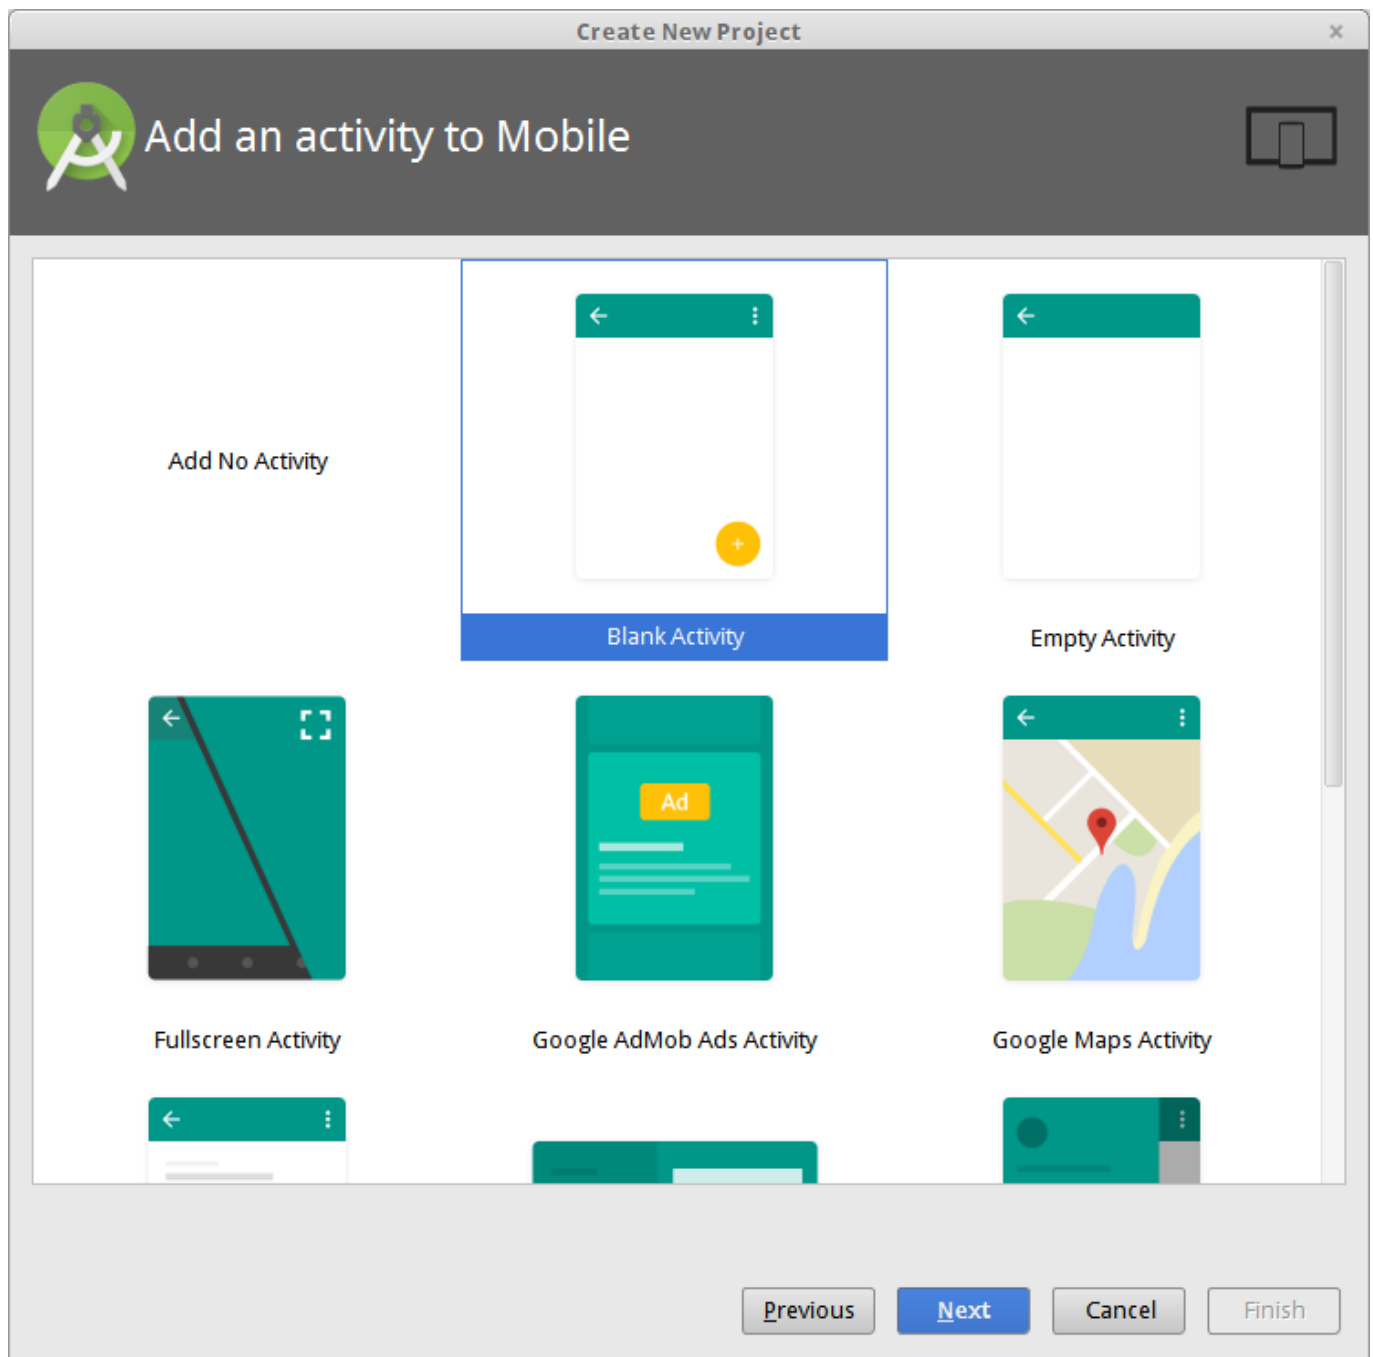 Create New Project
Add an activity to Mobile
Add No Activity
Blank Activity
Empty Activity
Ad
Fullscreen Activity
Google AdMob Ads Activity
Google Maps Activity
Previous
Next
Cancel
Finish